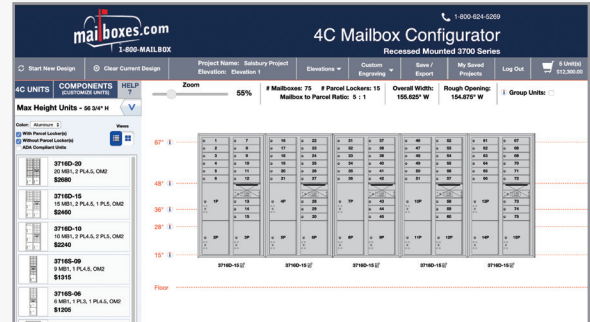 mailboxes.com
1-800-MAILBOX
1-800-624-5269
4C Mailbox Configurator
Recessed Mounted 3700 Series
Start New Design
Clear Current Design
Project Name: Salsbury Project
Elevation: Elevation 1
Elevations
Custom Engraving
Save / Export
My Saved Projects
Log Out
5 Unit(s)
$12,300.00
4C UNITS
COMPONENTS
(CUSTOMIZE UNITS)
HELP
?
Zoom
55%
# Mailboxes: 75 # Parcel Lockers: 15
Mailbox to Parcel Ratio: 5 : 1
Overall Width:
155.625" W
Rough Opening:
154.875" W
Group Units:
Max Height Units - 56 3/4" H
V
Color: Aluminum
Views
With Parcel Locker(s)
Without Parcel Locker(s)
ADA Compliant Units
3716D-20
20 MB1, 2 PL4.5, OM2
$2680
3716D-15
15 MB1, 2 PL4.5, 1 PL5, OM2
$2460
3716D-10
10 MB1, 2 PL4.5, 2 PL5, OM2
$2240
3716S-09
9 MB1, 1 PL4.5, OM2
$1315
3716S-06
6 MB1, 1 PL3, 1 PL4.5, OM2
$1205
67"
48"
36"
28"
15"
Floor
3716D-15
3716D-15
3716D-15
3716D-15
3716D-15